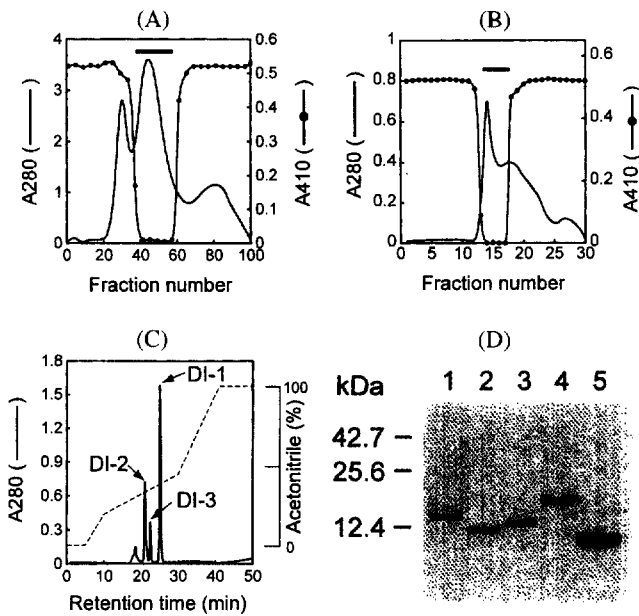 (A)
4
3
2
1
0
A280 ( — )
0.6
0.5
0.4
0.3
0.2
0.1
0
A410 ( —●— )
0 20 40 60 80 100
Fraction number
(B)
1.0
0.8
0.6
0.4
0.2
0
A280 ( — )
0.6
0.4
0.2
0
A410 ( —●— )
0 5 10 15 20 25 30
Fraction number
(C)
1.8
1.5
1.2
0.9
0.6
0.3
0
A280 ( — )
DI-1
DI-2
DI-3
100
0
Acetonitrile (%)
0 10 20 30 40 50
Retention time (min)
(D)
kDa 1 2 3 4 5
42.7 –
25.6 –
12.4 –